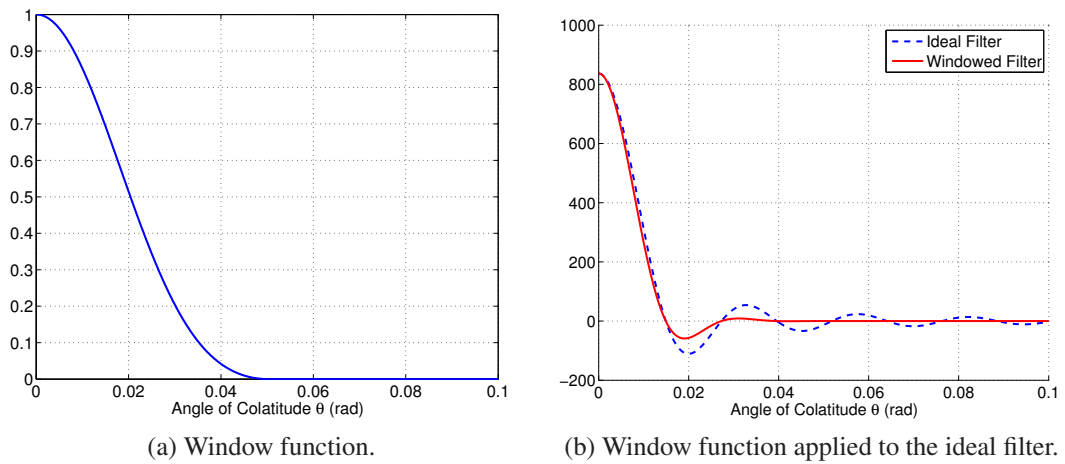 1
0.9
0.8
0.7
0.6
0.5
0.4
0.3
0.2
0.1
0
0 0.02 0.04 0.06 0.08 0.1
Angle of Colatitude θ (rad)
(a) Window function.
1000
800
600
400
200
0
−200
0 0.02 0.04 0.06 0.08 0.1
Ideal Filter
Windowed Filter
Angle of Colatitude θ (rad)
(b) Window function applied to the ideal filter.